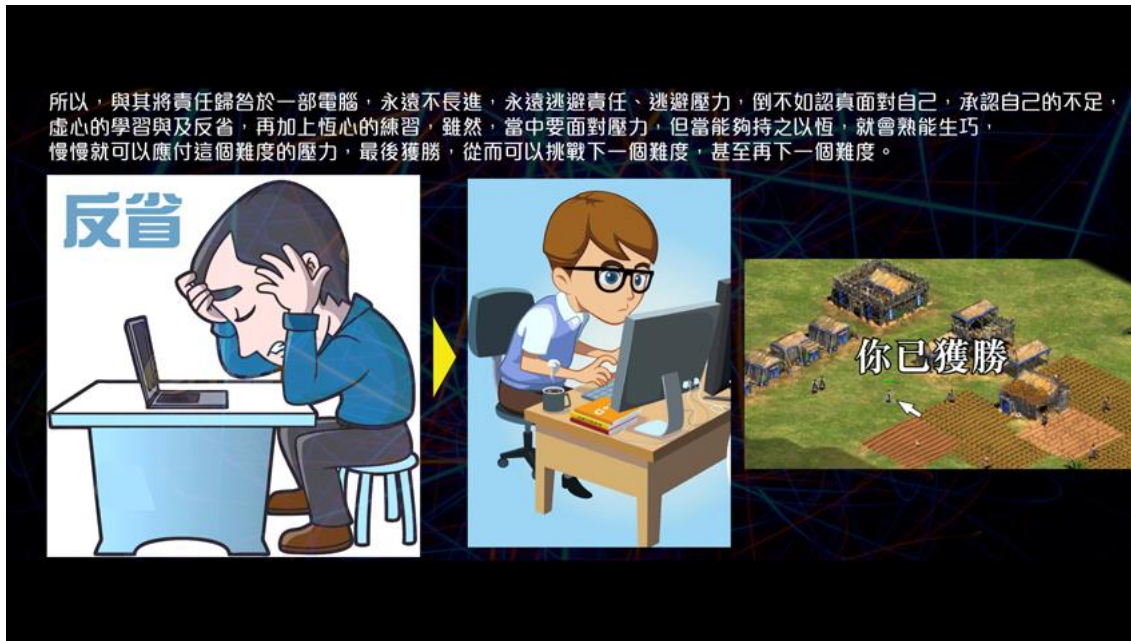 所以，與其將責任歸咎於一部電腦，永遠不長進，永遠逃避責任、逃避壓力，倒不如認真面對自己，承認自己的不足，
虛心的學習與及反省，再加上恆心的練習，雖然，當中要面對壓力，但當能夠持之以恆，就會熟能生巧，
慢慢就可以應付這個難度的壓力，最後獲勝，從而可以挑戰下一個難度，甚至再下一個難度。
反省
你已獲勝